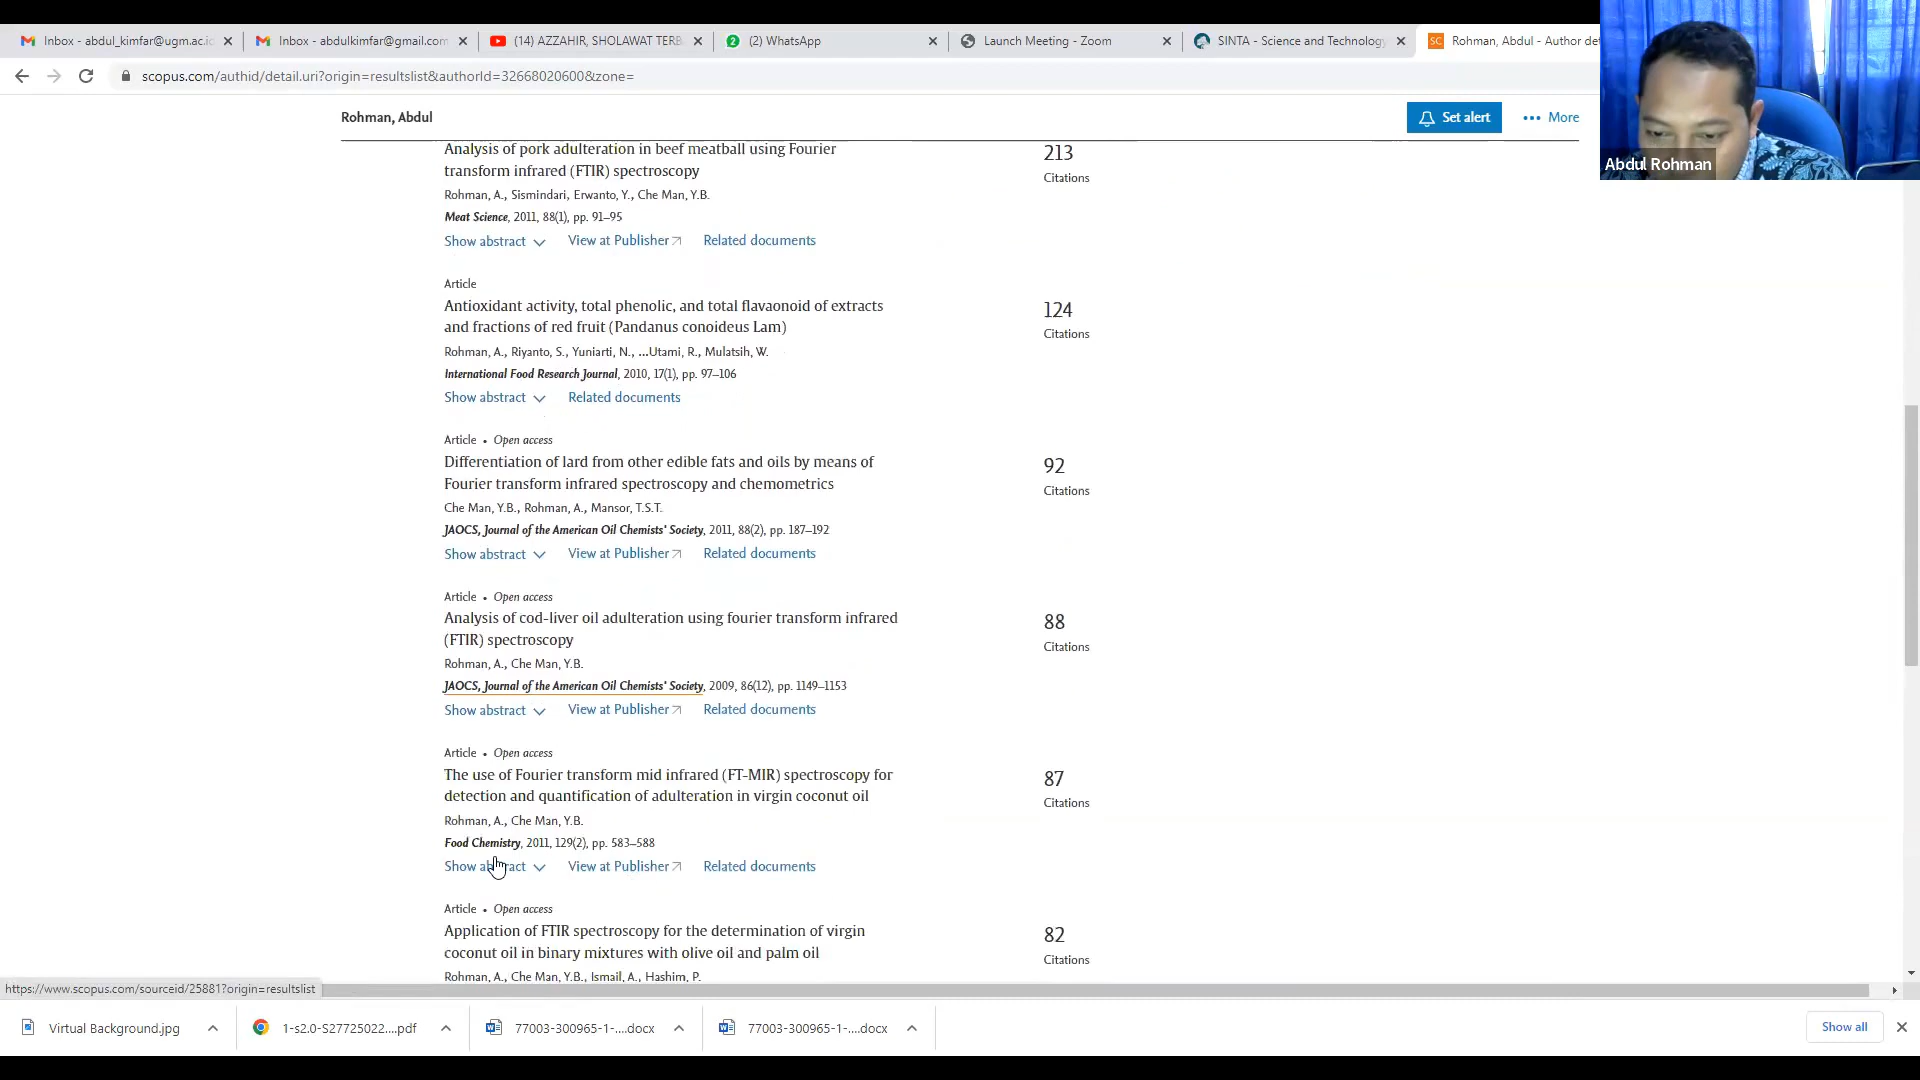 Inbox - abdul_kimfar@ugm.ac.i
Inbox - abdulkimfar@gmail.com
(14) AZZAHIR, SHOLAWAT TERB
(2) WhatsApp
Launch Meeting - Zoom
SINTA - Science and Technology
Rohman, Abdul - Author det
scopus.com/authid/detail.uri?origin=resultslist&authorId=32668020600&zone=
Rohman, Abdul
Set alert
More
Abdul Rohman
Analysis of pork adulteration in beef meatball using Fourier
transform infrared (FTIR) spectroscopy
213
Citations
Rohman, A., Sismindari, Erwanto, Y., Che Man, Y.B.
Meat Science, 2011, 88(1), pp. 91–95
Show abstract View at Publisher Related documents
Article
Antioxidant activity, total phenolic, and total flavaonoid of extracts
and fractions of red fruit (Pandanus conoideus Lam)
124
Citations
Rohman, A., Riyanto, S., Yuniarti, N., ...Utami, R., Mulatsih, W.
International Food Research Journal, 2010, 17(1), pp. 97–106
Show abstract Related documents
Article • Open access
Differentiation of lard from other edible fats and oils by means of
Fourier transform infrared spectroscopy and chemometrics
92
Citations
Che Man, Y.B., Rohman, A., Mansor, T.S.T.
JAOCS, Journal of the American Oil Chemists' Society, 2011, 88(2), pp. 187–192
Show abstract View at Publisher Related documents
Article • Open access
Analysis of cod-liver oil adulteration using fourier transform infrared
(FTIR) spectroscopy
88
Citations
Rohman, A., Che Man, Y.B.
JAOCS, Journal of the American Oil Chemists' Society, 2009, 86(12), pp. 1149–1153
Show abstract View at Publisher Related documents
Article • Open access
The use of Fourier transform mid infrared (FT-MIR) spectroscopy for
detection and quantification of adulteration in virgin coconut oil
87
Citations
Rohman, A., Che Man, Y.B.
Food Chemistry, 2011, 129(2), pp. 583–588
Show abstract View at Publisher Related documents
Article • Open access
Application of FTIR spectroscopy for the determination of virgin
coconut oil in binary mixtures with olive oil and palm oil
82
Citations
Rohman, A., Che Man, Y.B., Ismail, A., Hashim, P.
https://www.scopus.com/sourceid/25881?origin=resultslist
Virtual Background.jpg
1-s2.0-S27725022....pdf
77003-300965-1-....docx
77003-300965-1-....docx
Show all